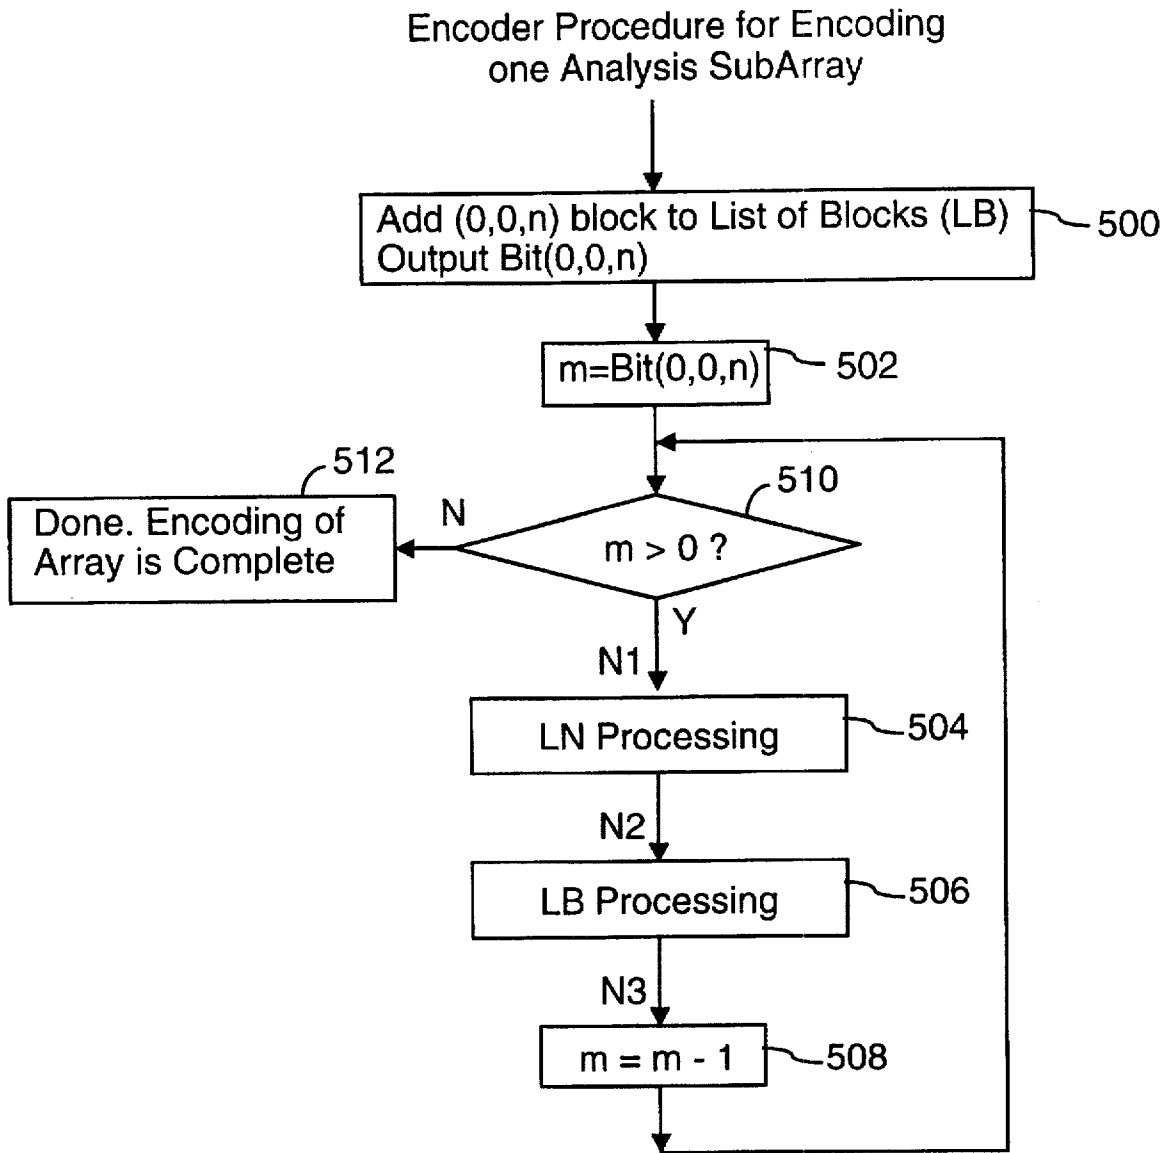 Encoder Procedure for Encoding
one Analysis SubArray
Add (0,0,n) block to List of Blocks (LB)
Output Bit(0,0,n)
500
m=Bit(0,0,n)
502
512
Done. Encoding of
Array is Complete
N
510
m > 0 ?
Y
N1
LN Processing
504
N2
LB Processing
506
N3
m = m - 1
508